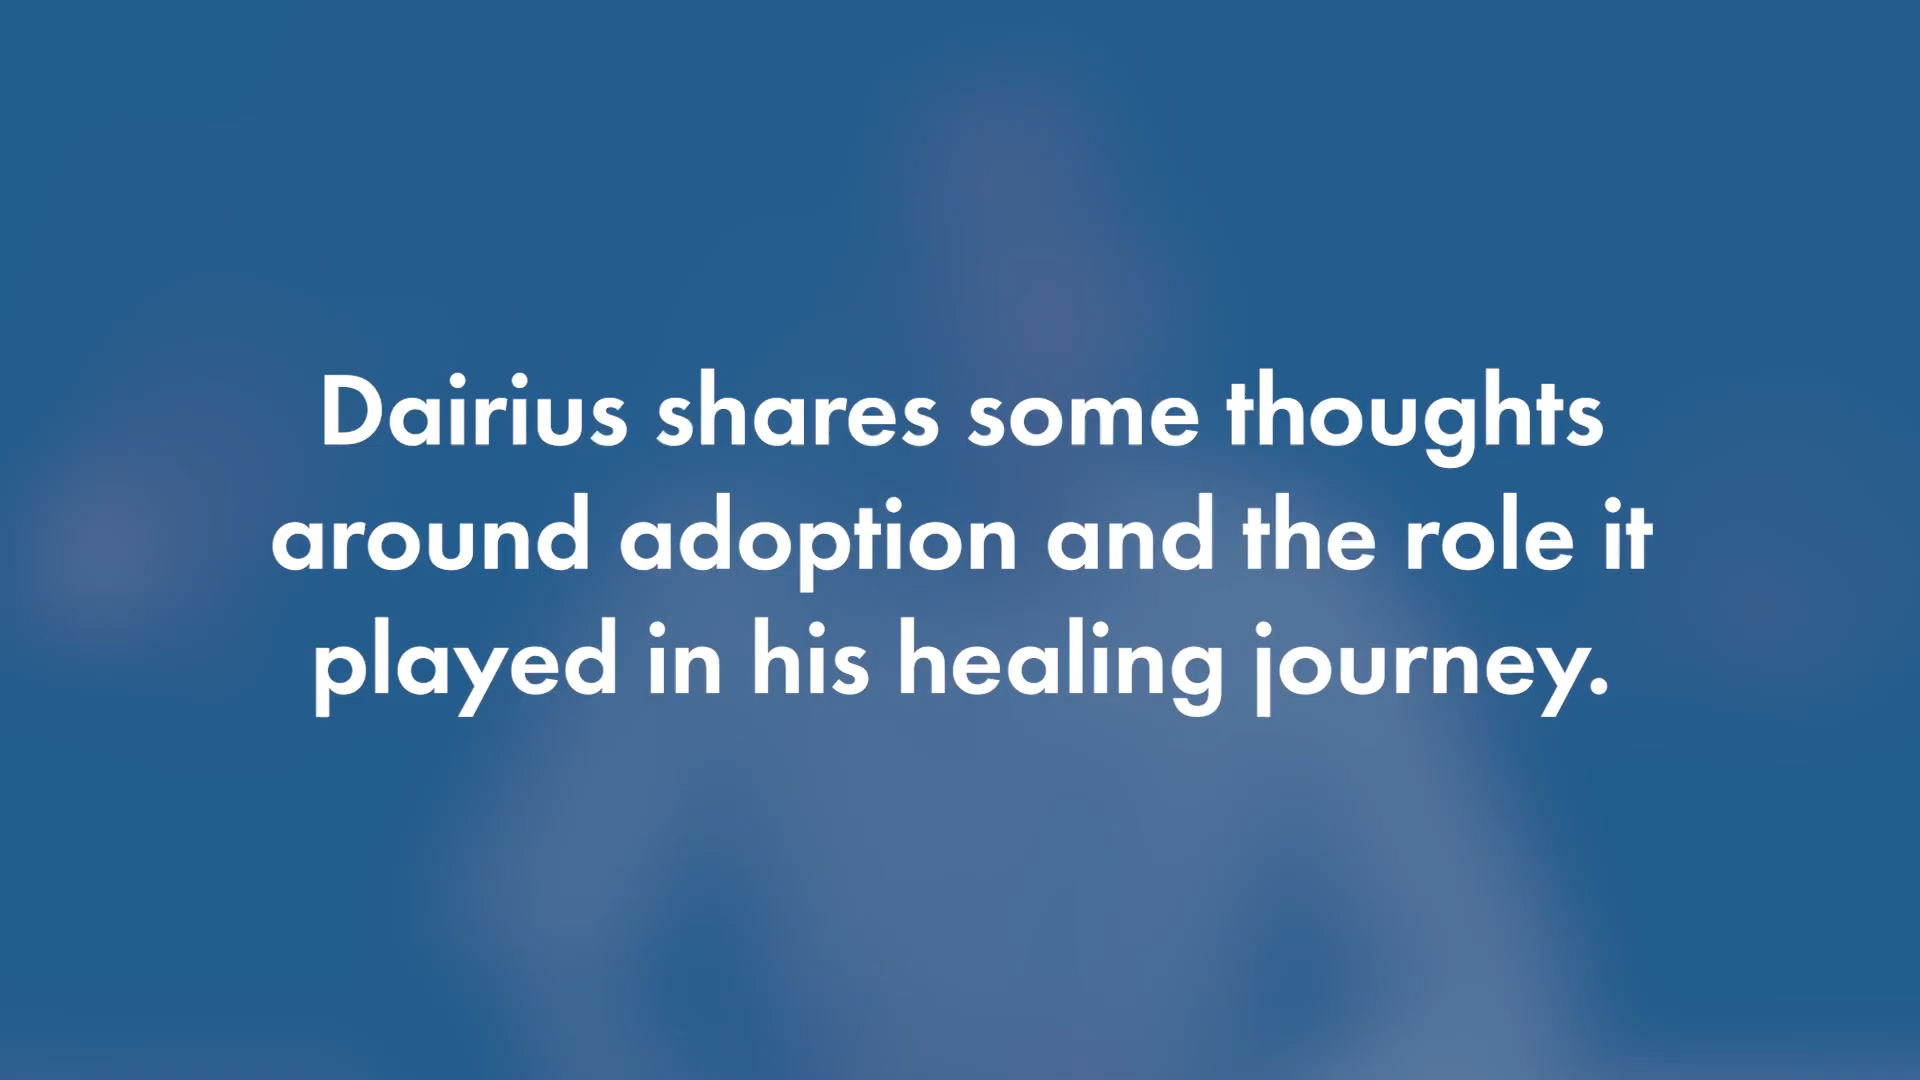 Dairius shares some thoughts
around adoption and the role it
played in his healing journey.